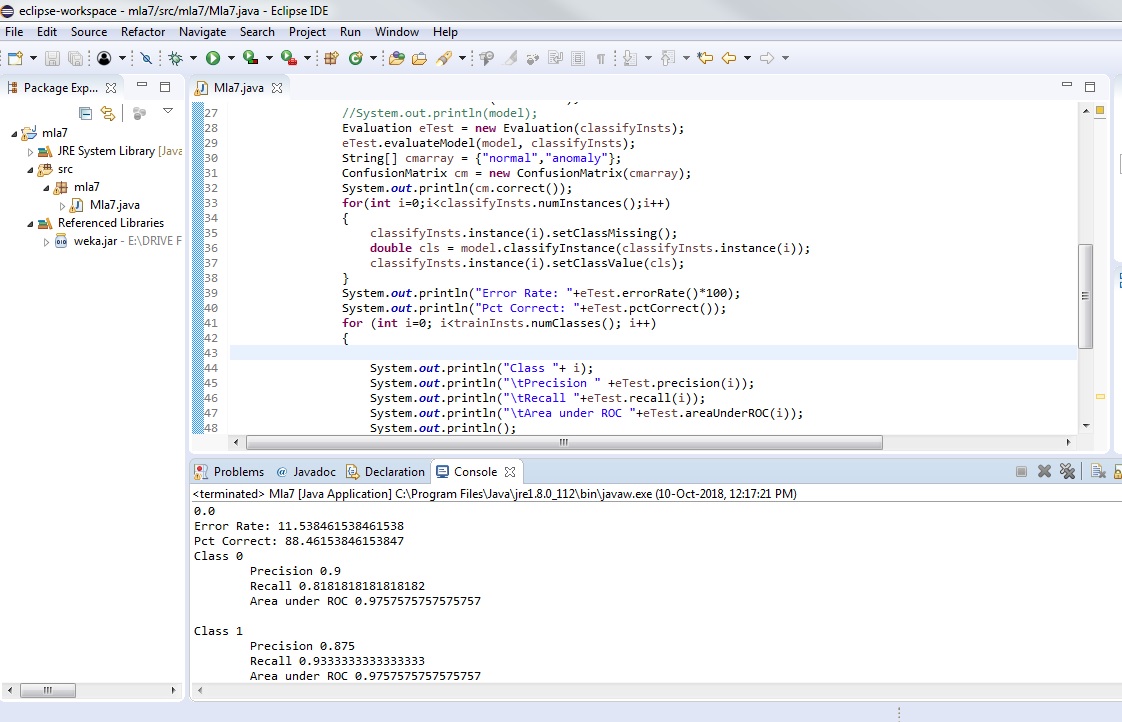 eclipse-workspace - mla7/src/mla7/Mla7.java - Eclipse IDE
File Edit Source Refactor Navigate Search Project Run Window Help
Package Exp...
mla7
JRE System Library [Java
src
mla7
Mla7.java
Referenced Libraries
weka.jar - E:\DRIVE F
Mla7.java
27 //System.out.println(model);
28 Evaluation eTest = new Evaluation(classifyInsts);
29 eTest.evaluateModel(model, classifyInsts);
30 String[] cmarray = {"normal","anomaly"};
31 ConfusionMatrix cm = new ConfusionMatrix(cmarray);
32 System.out.println(cm.correct());
33 for(int i=0;i<classifyInsts.numInstances();i++)
34 {
35 classifyInsts.instance(i).setClassMissing();
36 double cls = model.classifyInstance(classifyInsts.instance(i));
37 classifyInsts.instance(i).setClassValue(cls);
38 }
39 System.out.println("Error Rate: "+eTest.errorRate()*100);
40 System.out.println("Pct Correct: "+eTest.pctCorrect());
41 for (int i=0; i<trainInsts.numClasses(); i++)
42 {
43
44 System.out.println("Class "+ i);
45 System.out.println("\tPrecision " +eTest.precision(i));
46 System.out.println("\tRecall "+eTest.recall(i));
47 System.out.println("\tArea under ROC "+eTest.areaUnderROC(i));
48 System.out.println();
Problems @ Javadoc Declaration Console
<terminated> Mla7 [Java Application] C:\Program Files\Java\jre1.8.0_112\bin\javaw.exe (10-Oct-2018, 12:17:21 PM)
0.0
Error Rate: 11.538461538461538
Pct Correct: 88.46153846153847
Class 0
Precision 0.9
Recall 0.8181818181818182
Area under ROC 0.9757575757575757
Class 1
Precision 0.875
Recall 0.9333333333333333
Area under ROC 0.9757575757575757